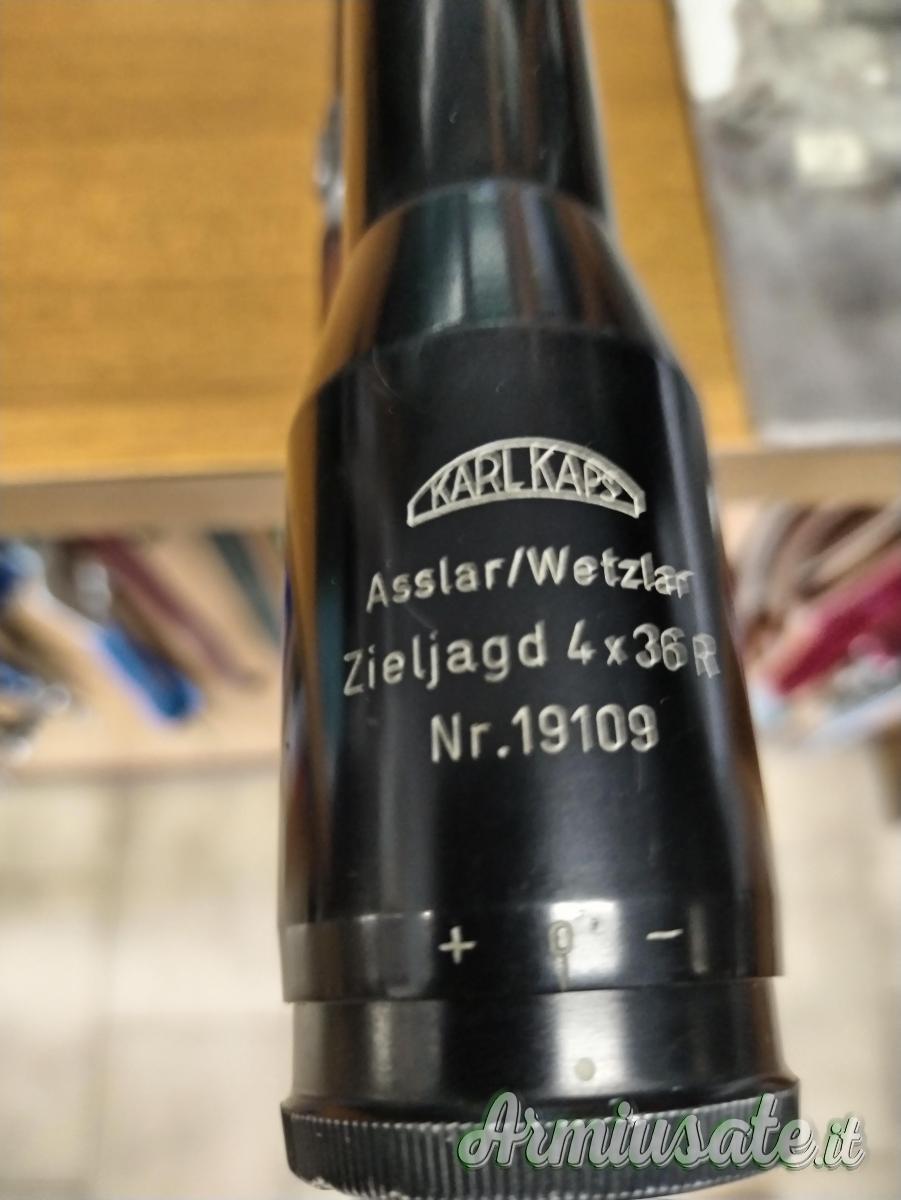 KARL KAPS
Asslar/Wetzlar
Zieljagd 4x36 R
Nr.19109
+ 0 -
Armiusate.it